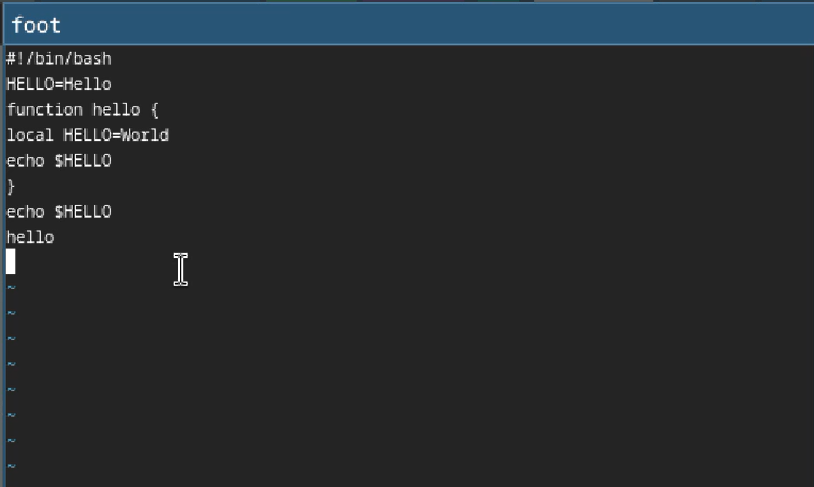 foot
#!/bin/bash
HELLO=Hello
function hello {
local HELLO=World
echo $HELLO
}
echo $HELLO
hello
~
~
~
~
~
~
~
~